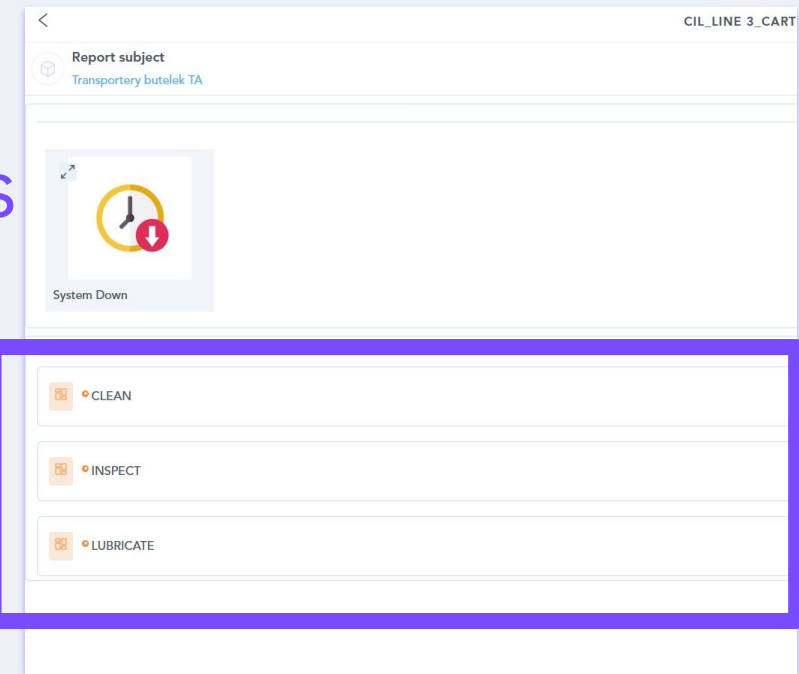 CIL_LINE 3_CART
Report subject
Transportery butelek TA
S
System Down
CLEAN
INSPECT
LUBRICATE